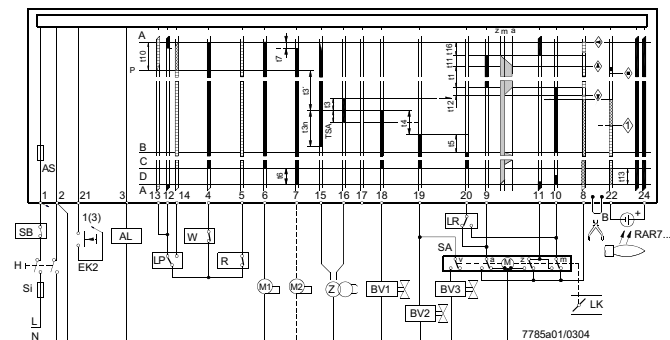 z m a
A
t10
P
t7
t16
t11
t1
t12
t3'
t3
t3n
TSA
t4
t5
1
B
C
D
A
t6
t13
AS
1 2 21 3 13 12 14 4 5 6 7 15 16 17 18 19 20 9 11 10 8 22 24
1(3)
B
+
SB
AL
LP
W
R
LR
RAR7...
EK2
SA
v a M z m
H
Si
M1
M2
Z
BV1
BV3
LK
BV2
L
N
7785a01/0304